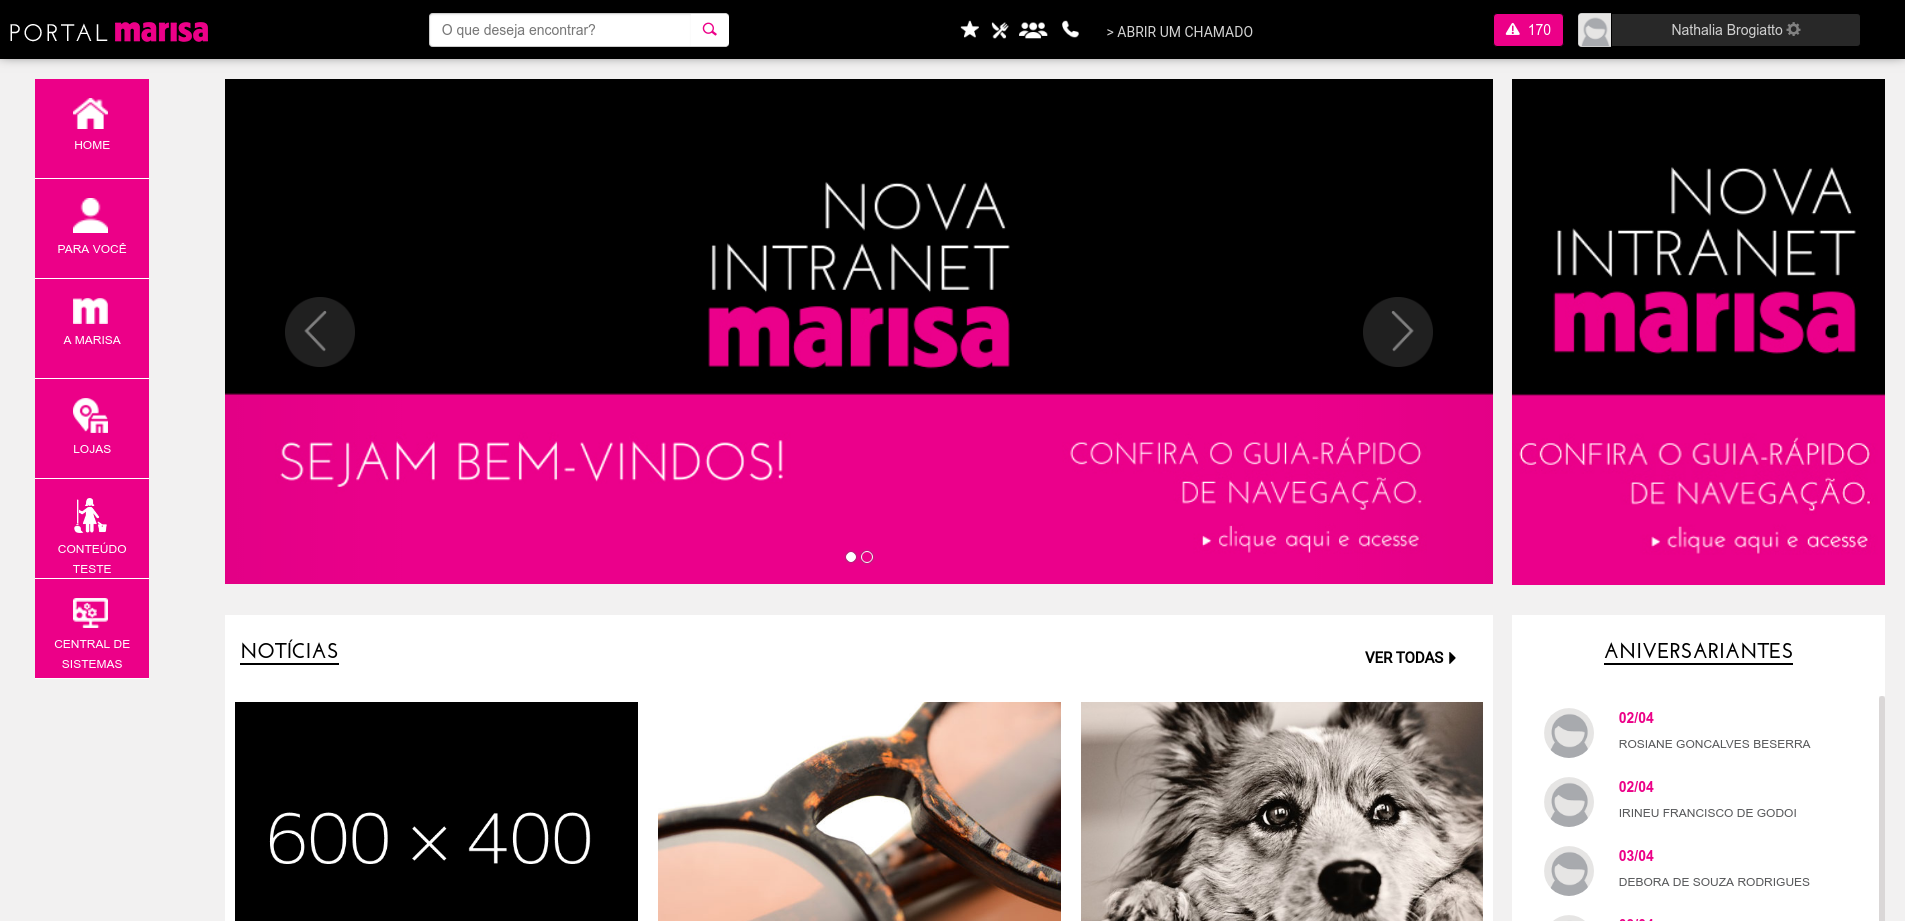 PORTAL marisa
O que deseja encontrar?
> ABRIR UM CHAMADO
170
Nathalia Brogiatto
HOME
PARA VOCÊ
m
A MARISA
LOJAS
CONTEÚDO
TESTE
CENTRAL DE
SISTEMAS
NOVA
INTRANET
marisa
SEJAM BEM-VINDOS!
CONFIRA O GUIA-RÁPIDO
DE NAVEGAÇÃO.
clique aqui e acesse
NOVA
INTRANET
marisa
CONFIRA O GUIA-RÁPIDO
DE NAVEGAÇÃO.
clique aqui e acesse
NOTÍCIAS
VER TODAS
600 × 400
ANIVERSARIANTES
02/04
ROSIANE GONCALVES BESERRA
02/04
IRINEU FRANCISCO DE GODOI
03/04
DEBORA DE SOUZA RODRIGUES